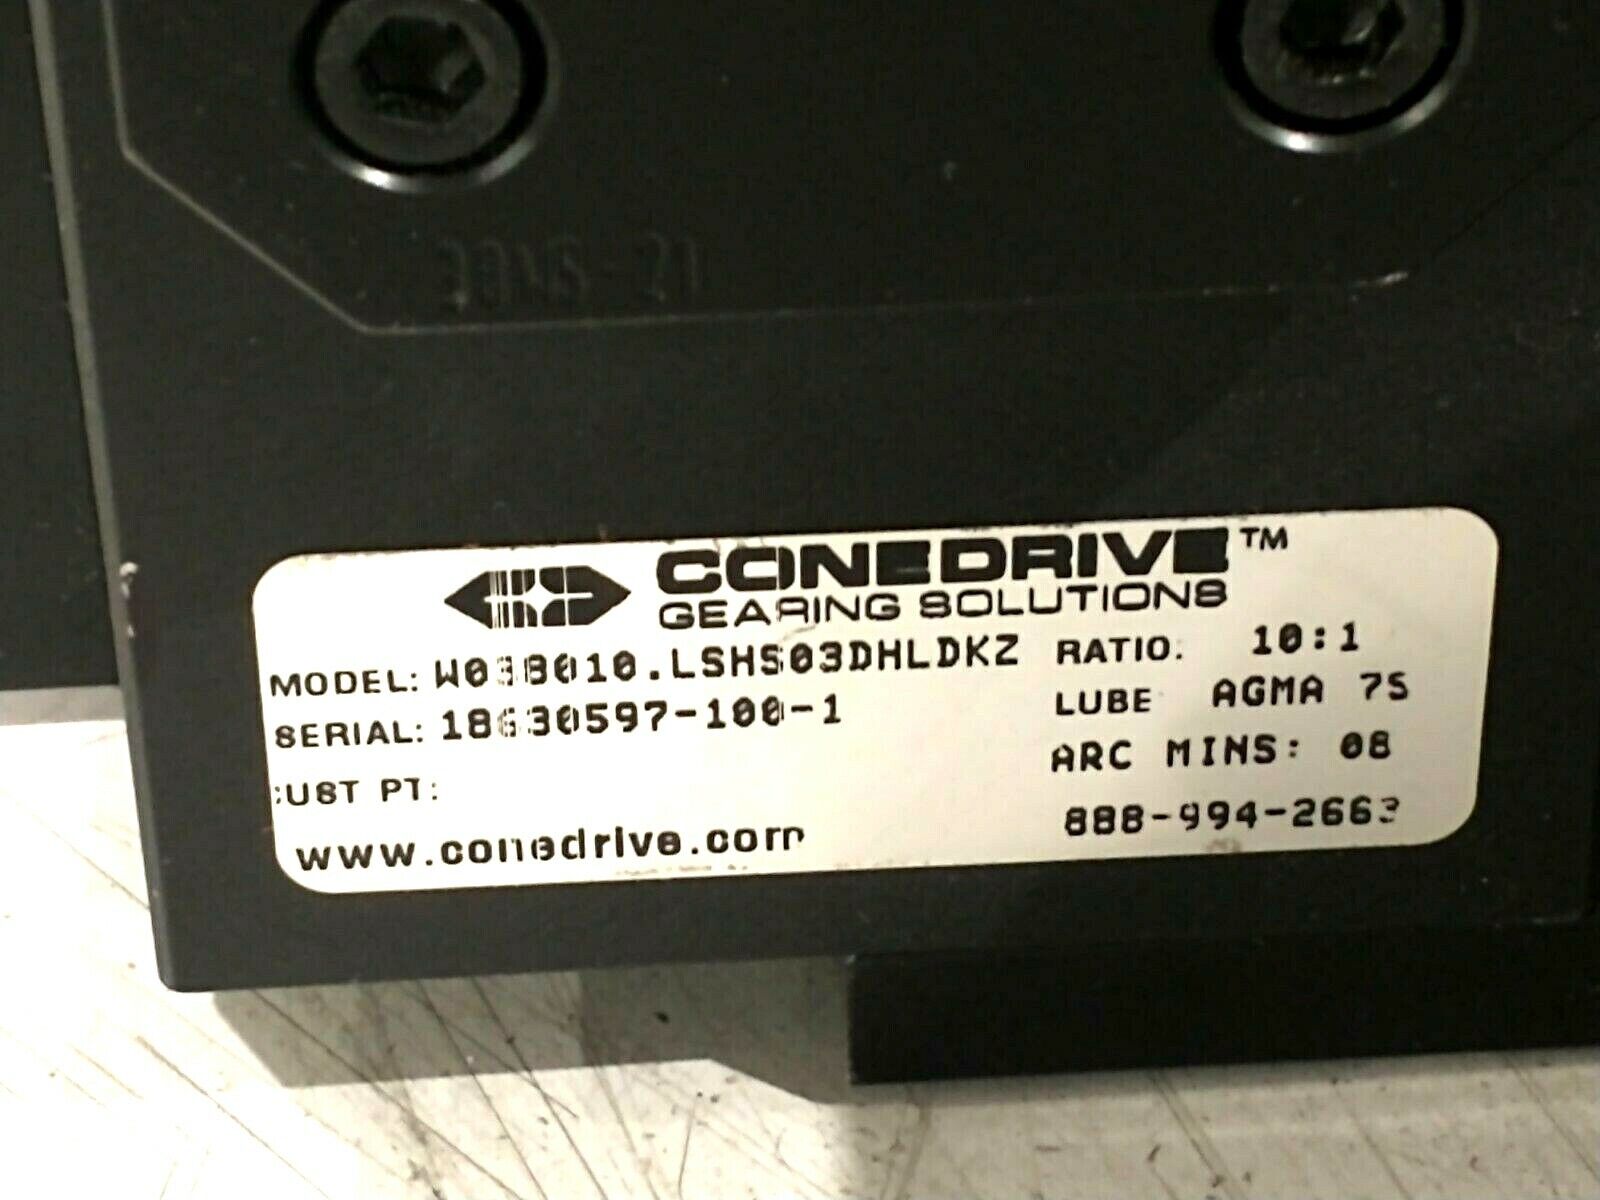 CONEDRIVE™
GEARING SOLUTIONS
MODEL: W038010.LSHS03DHLDKZ RATIO: 10:1
SERIAL: 18630597-100-1 LUBE AGMA 7S
CUST PT: ARC MINS: 08
www.conedrive.com 888-994-2663